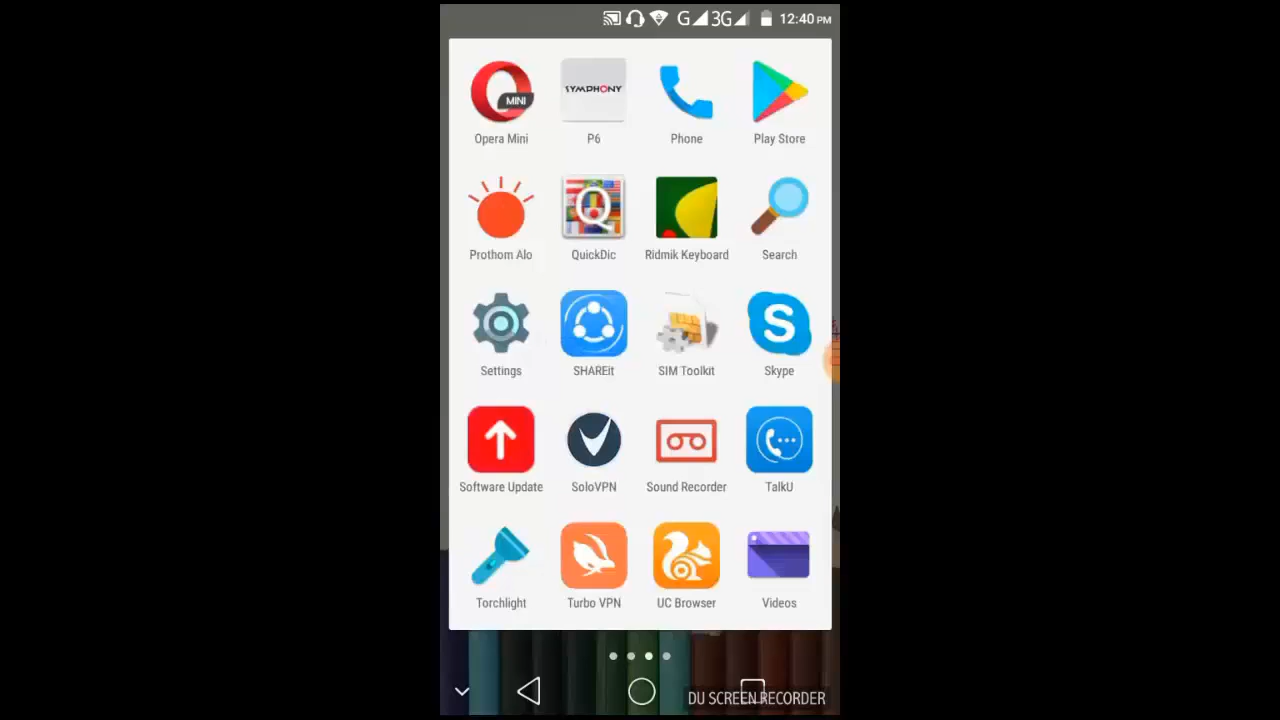 G 3G 12:40 PM
MINI
SYMPHONY
Opera Mini P6 Phone Play Store
Q
Prothom Alo QuickDic Ridmik Keyboard Search
S
Settings SHAREit SIM Toolkit Skype
Software Update SoloVPN Sound Recorder TalkU
Torchlight Turbo VPN UC Browser Videos
DU SCREEN RECORDER